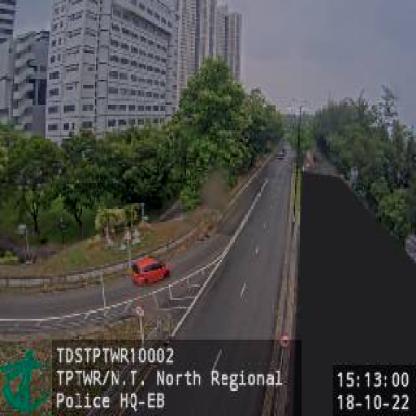 TDSTPTWR10002
TPTWR/N.T. North Regional
Police HQ-EB
15:13:00
18-10-22